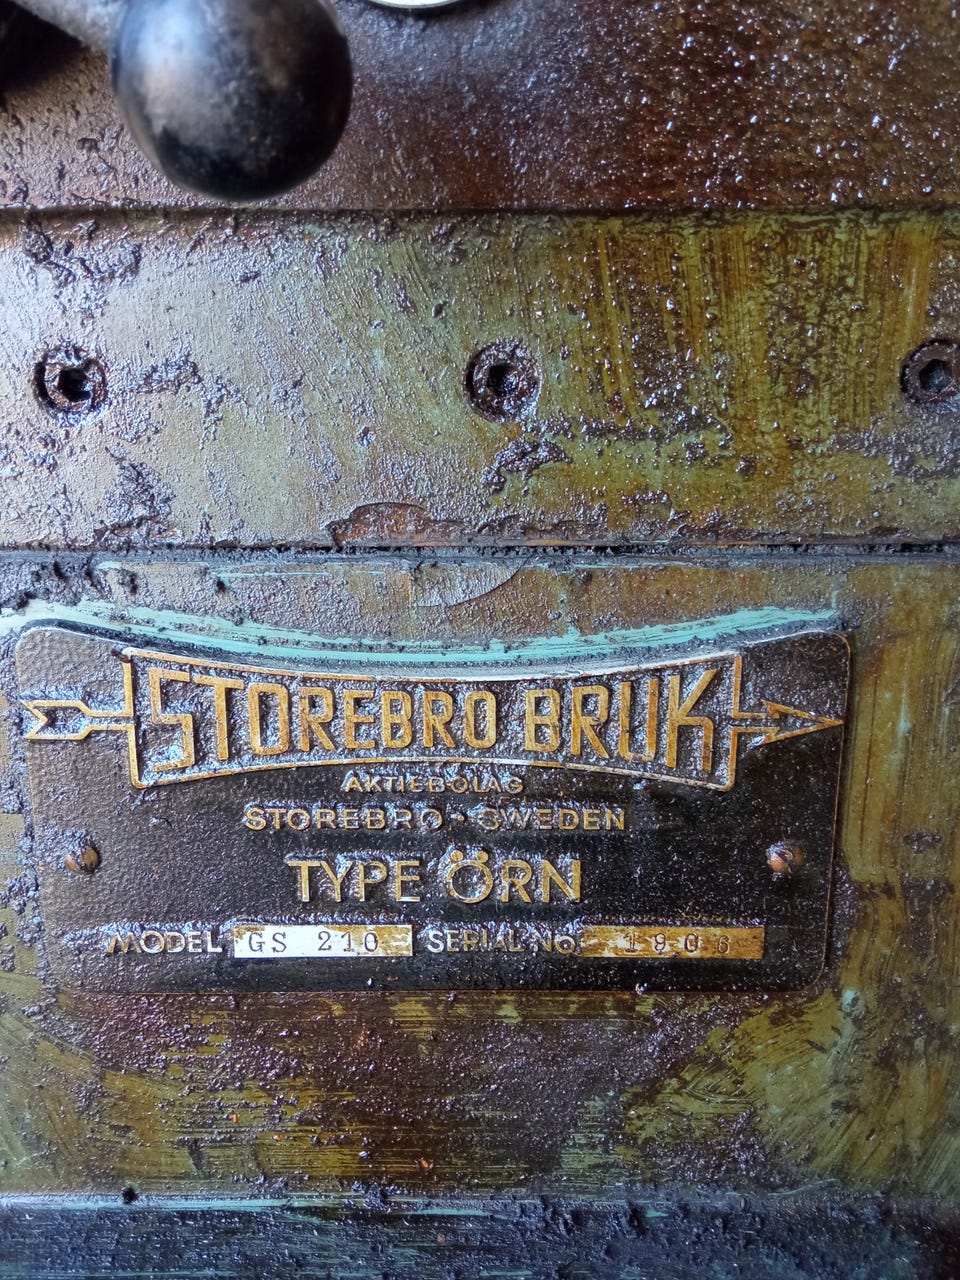 STOREBRO BRUK
AKTIEBOLAG
STOREBRO - SWEDEN
TYPE ÖRN
MODEL GS 210 SERIAL No. 1906